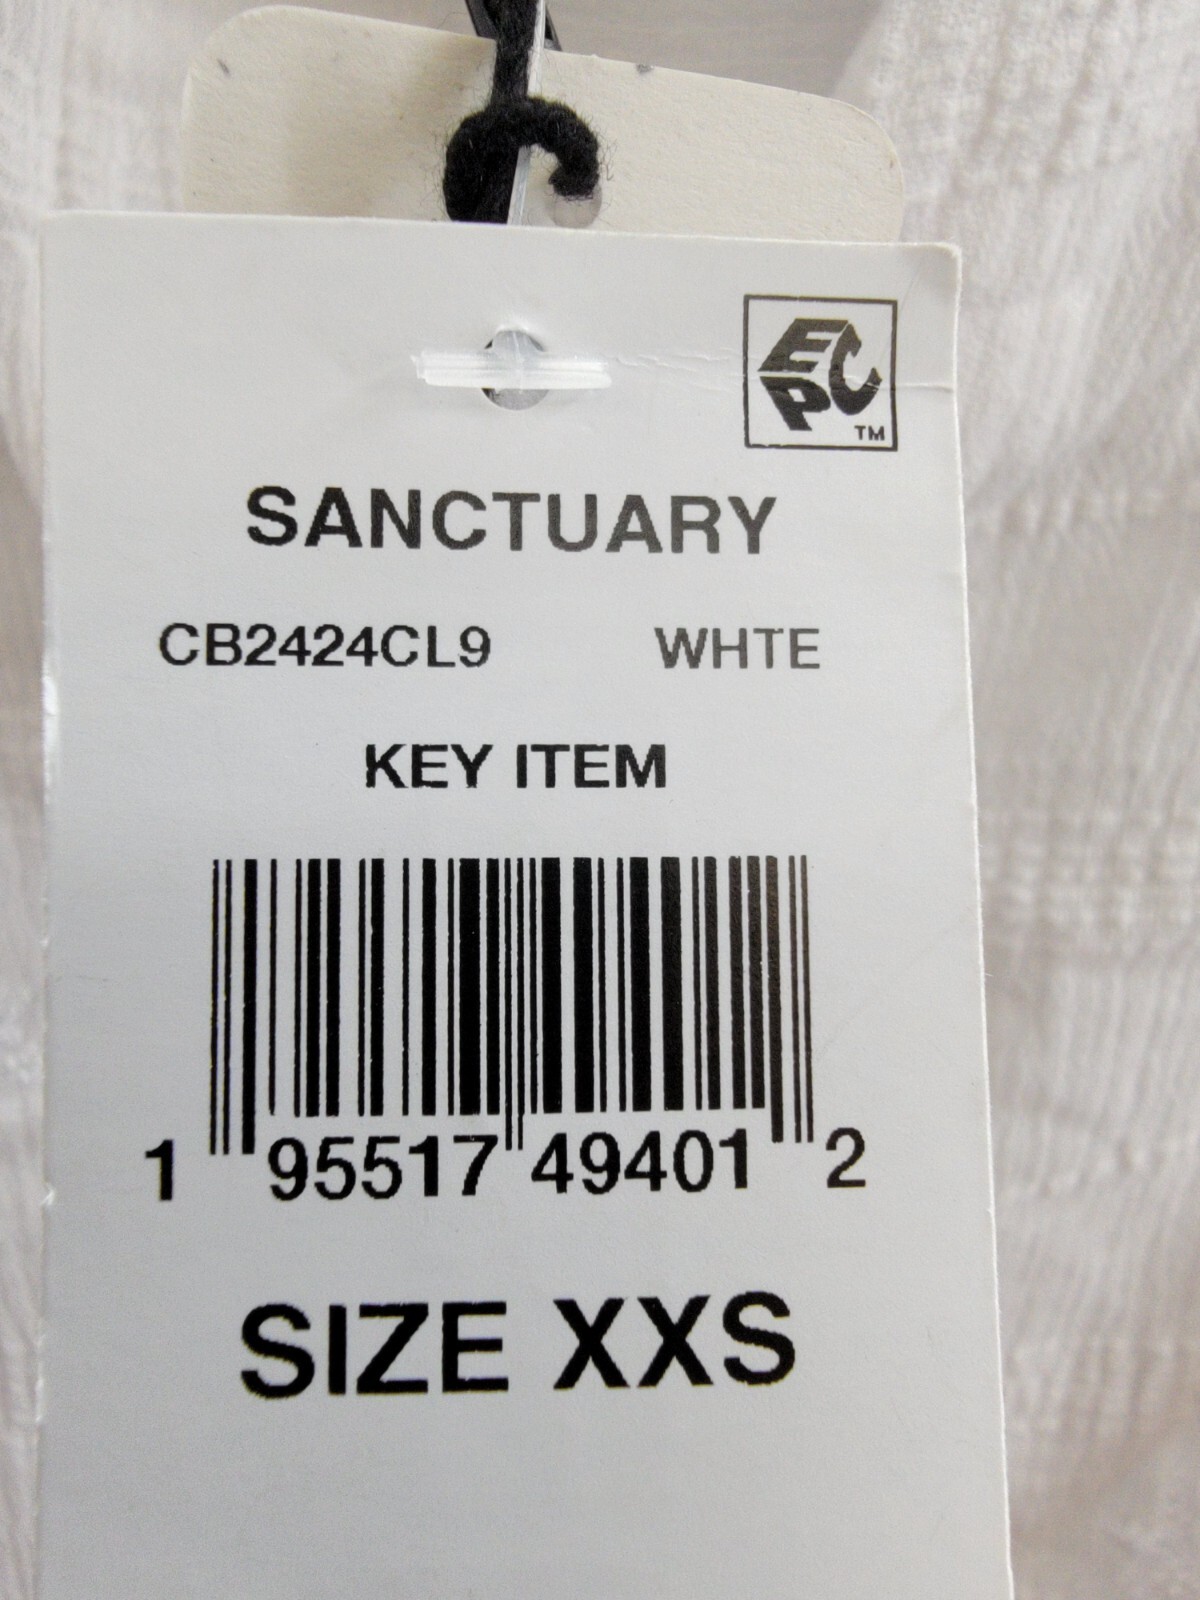 EPC
TM
SANCTUARY
CB2424CL9 WHTE
KEY ITEM
1 95517 49401 2
SIZE XXS